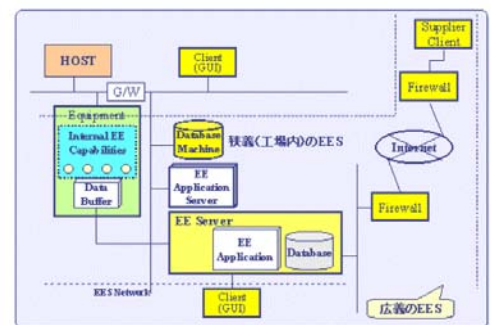 HOST
Client
(GUI)
Supplier
Client
G/W
Firewall
Equipment
Internal EE
Capabilities
Data
Buffer
Database
Machine
狭義(工場内)のEES
Internet
EE
Application
Server
Firewall
EE Server
EE
Application
Database
EES Network
Client
(GUI)
広義のEES